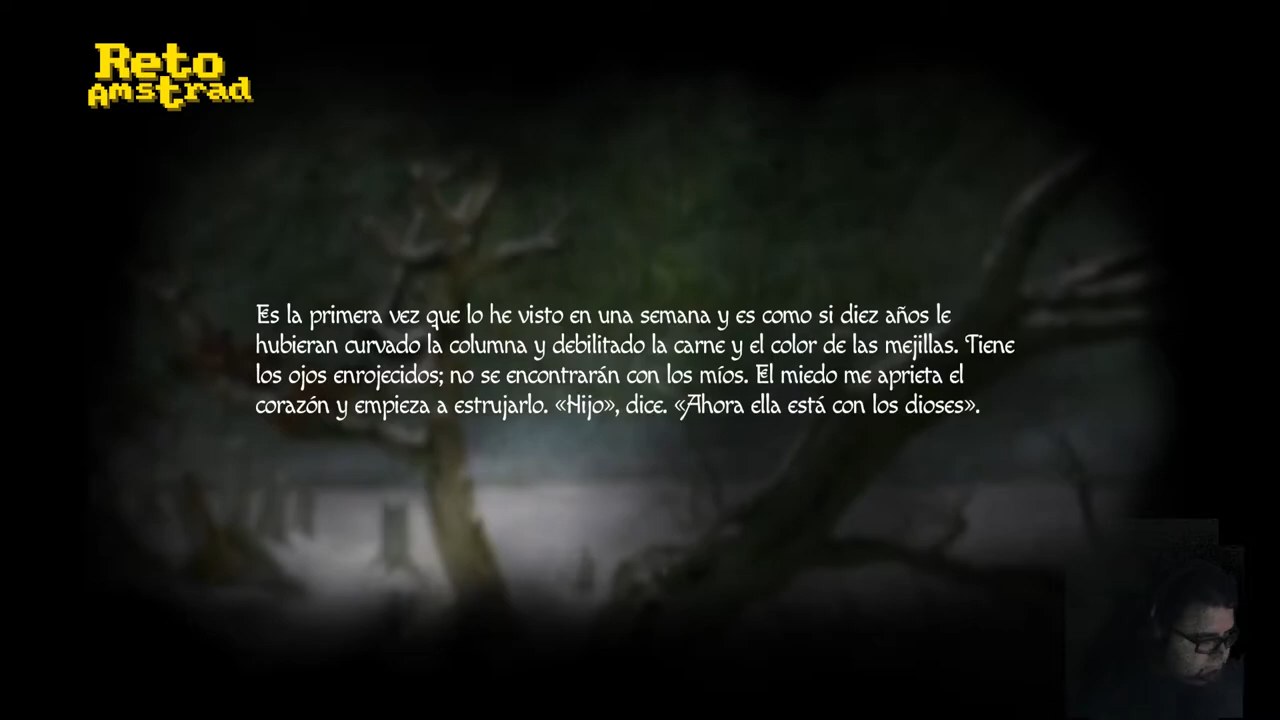 Reto
Amstrad
Es la primera vez que lo he visto en una semana y es como si diez años le
hubieran curvado la columna y debilitado la carne y el color de las mejillas. Tiene
los ojos enrojecidos; no se encontrarán con los míos. El miedo me aprieta el
corazón y empieza a estrujarlo. «Hijo», dice. «Ahora ella está con los dioses».